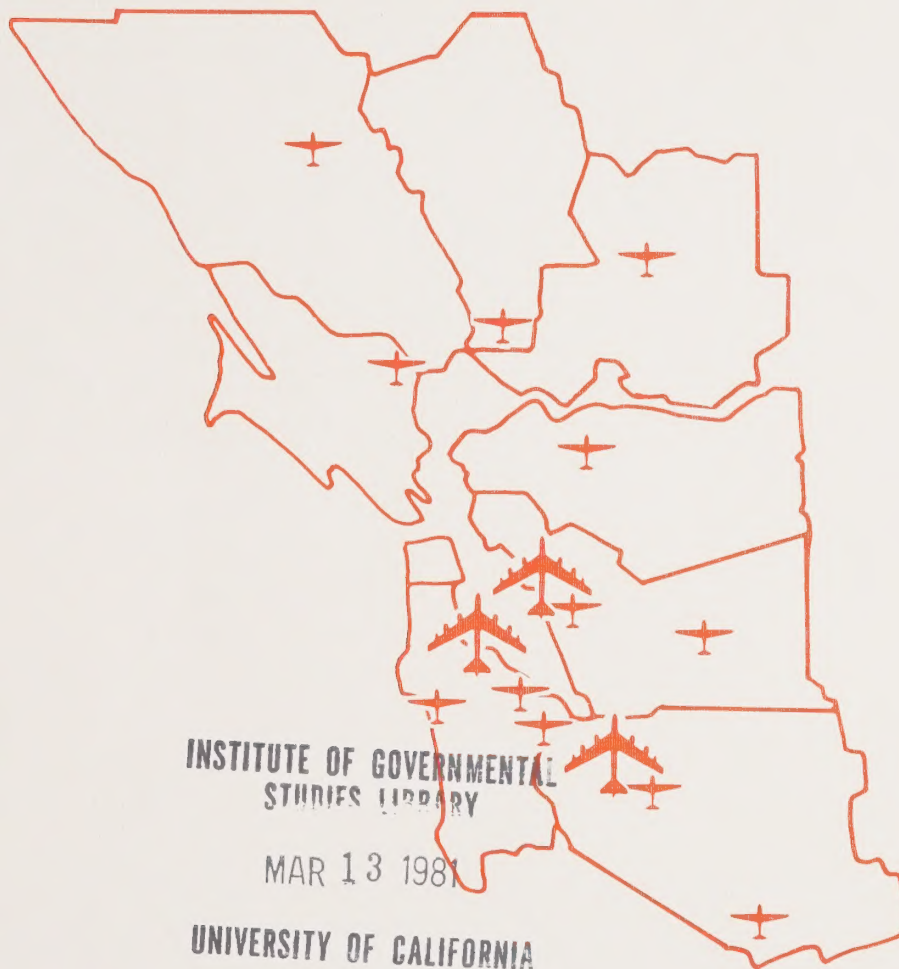 INSTITUTE OF GOVERNMENTAL
STUDIES LIBRARY
MAR 13 1981
UNIVERSITY OF CALIFORNIA